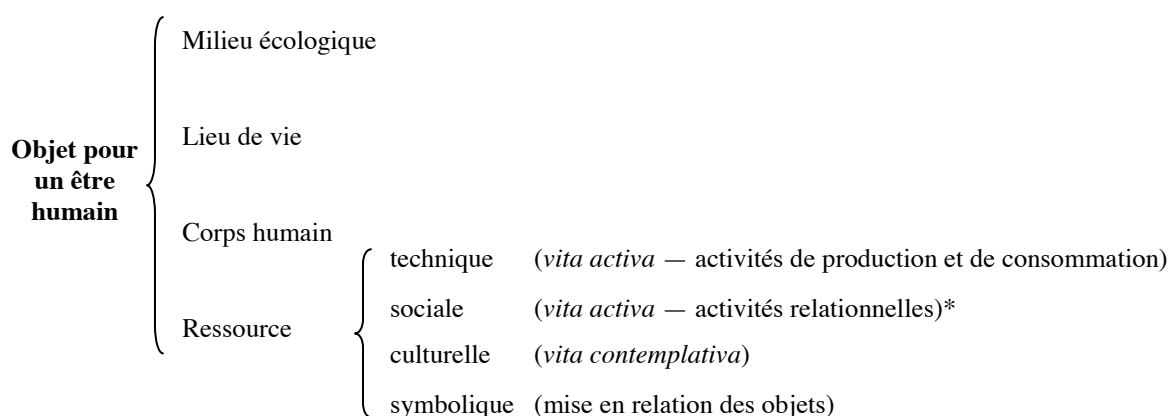 Milieu écologique
Lieu de vie
Objet pour
un être
humain
Corps humain
Ressource
technique (vita activa — activités de production et de consommation)
sociale (vita activa — activités relationnelles)*
culturelle (vita contemplativa)
symbolique (mise en relation des objets)